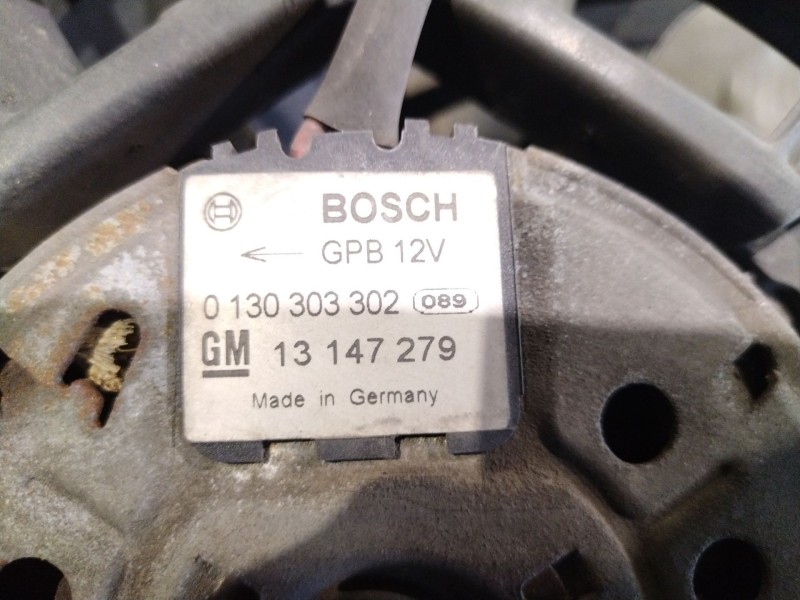 BOSCH
← GPB 12V
0 130 303 302 089
GM 13 147 279
Made in Germany